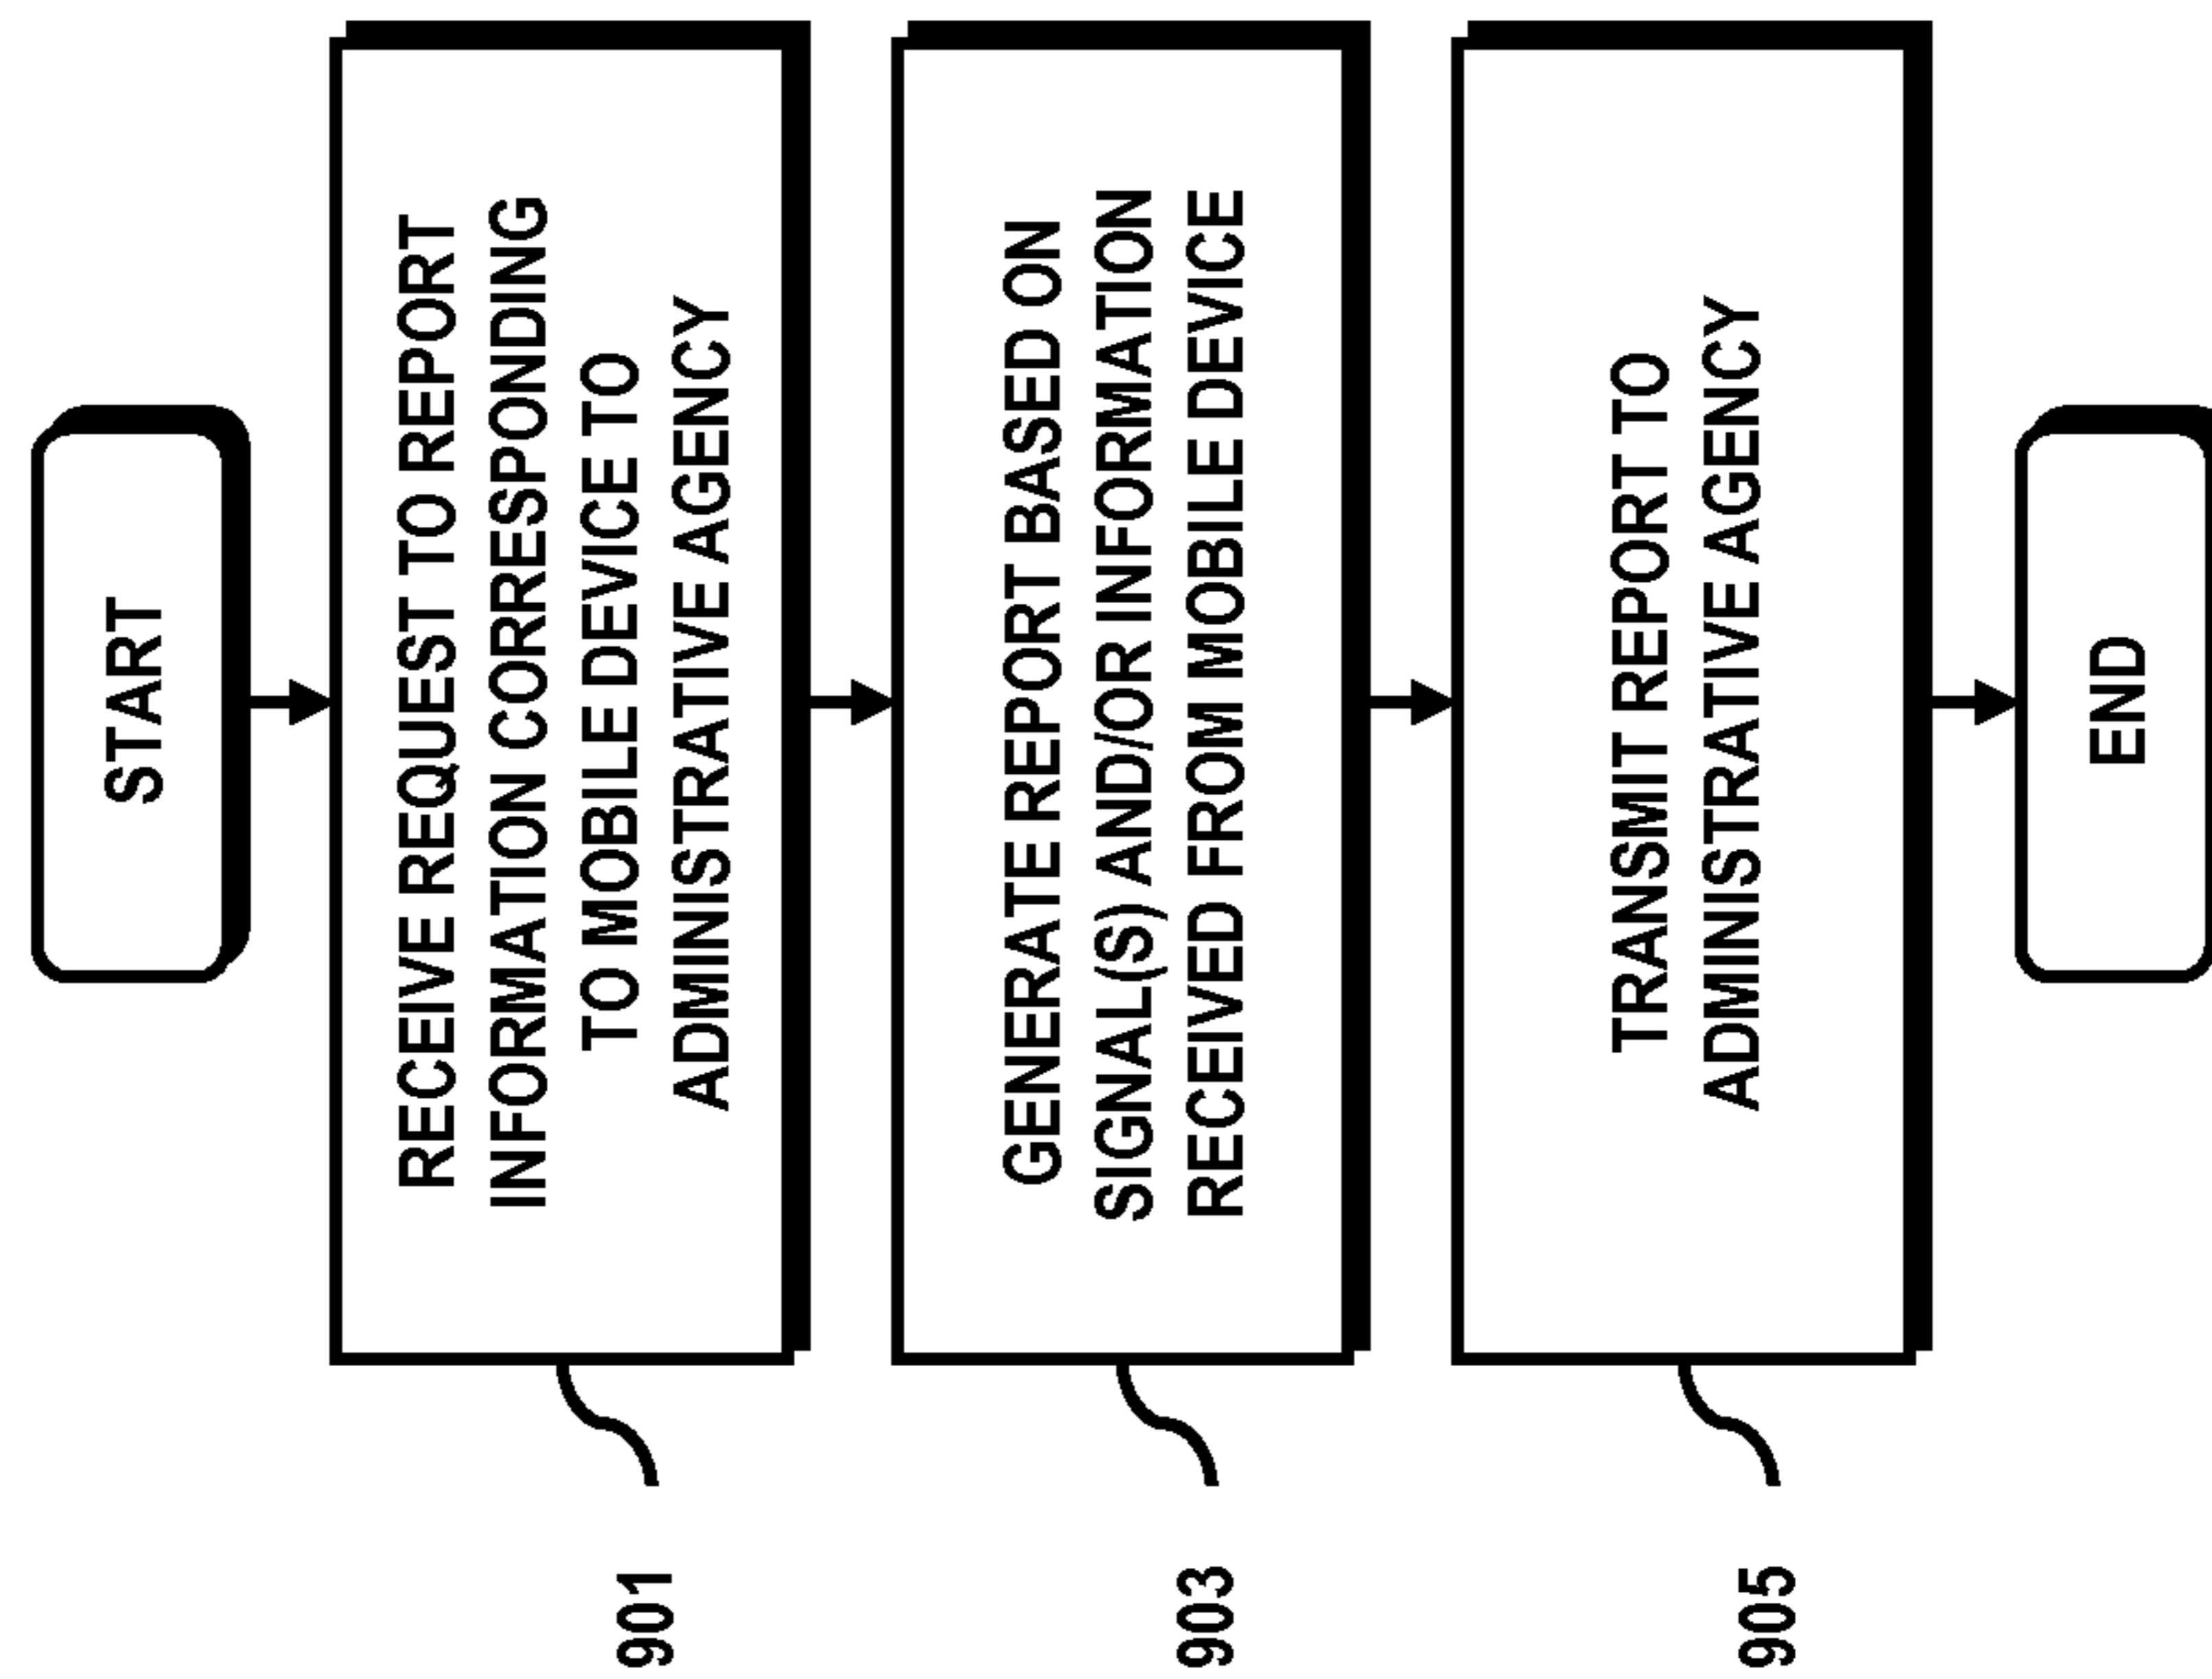 START
RECEIVE REQUEST TO REPORT
INFORMATION CORRESPONDING
TO MOBILE DEVICE TO
ADMINISTRATIVE AGENCY
901
GENERATE REPORT BASED ON
SIGNAL(S) AND/OR INFORMATION
RECEIVED FROM MOBILE DEVICE
903
TRANSMIT REPORT TO
ADMINISTRATIVE AGENCY
905
END